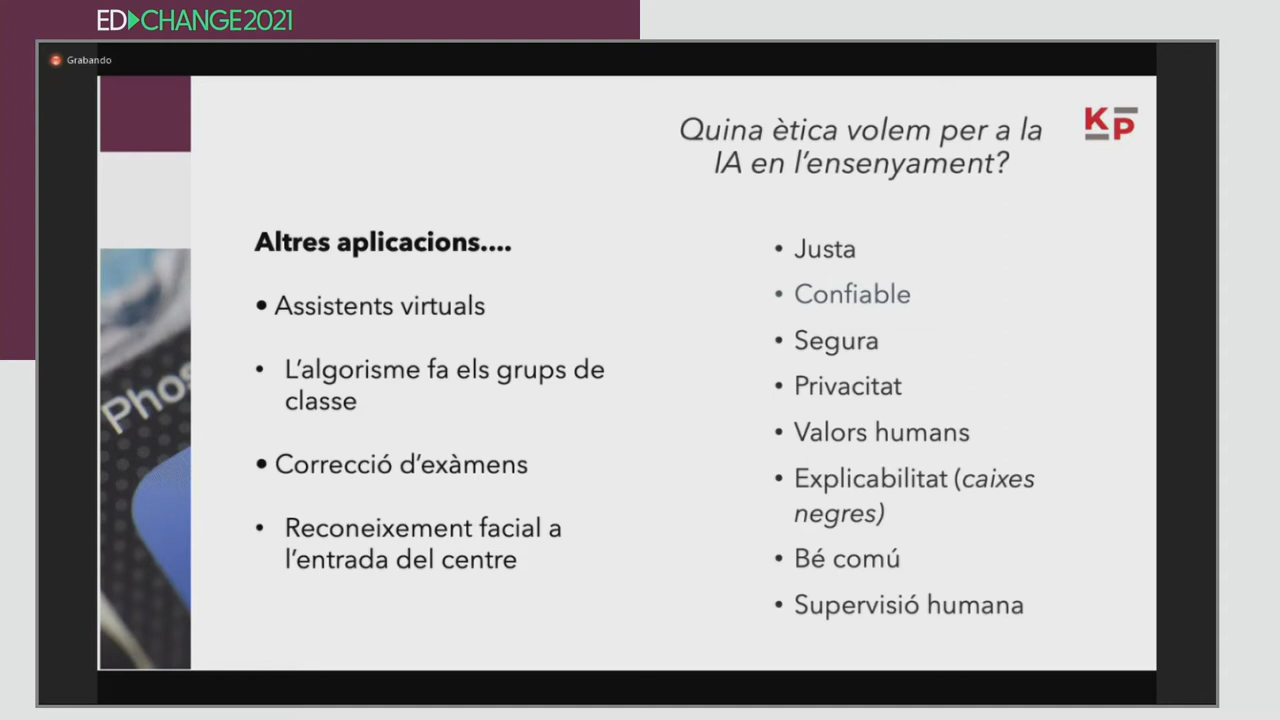 ED CHANGE2021
Grabando
Quina ètica volem per a la
IA en l'ensenyament?
KP
Altres aplicacions....
• Assistents virtuals
• L'algorisme fa els grups de
classe
• Correcció d'exàmens
• Reconeixement facial a
l'entrada del centre
• Justa
• Confiable
• Segura
• Privacitat
• Valors humans
• Explicabilitat (caixes
negres)
• Bé comú
• Supervisió humana
Phos